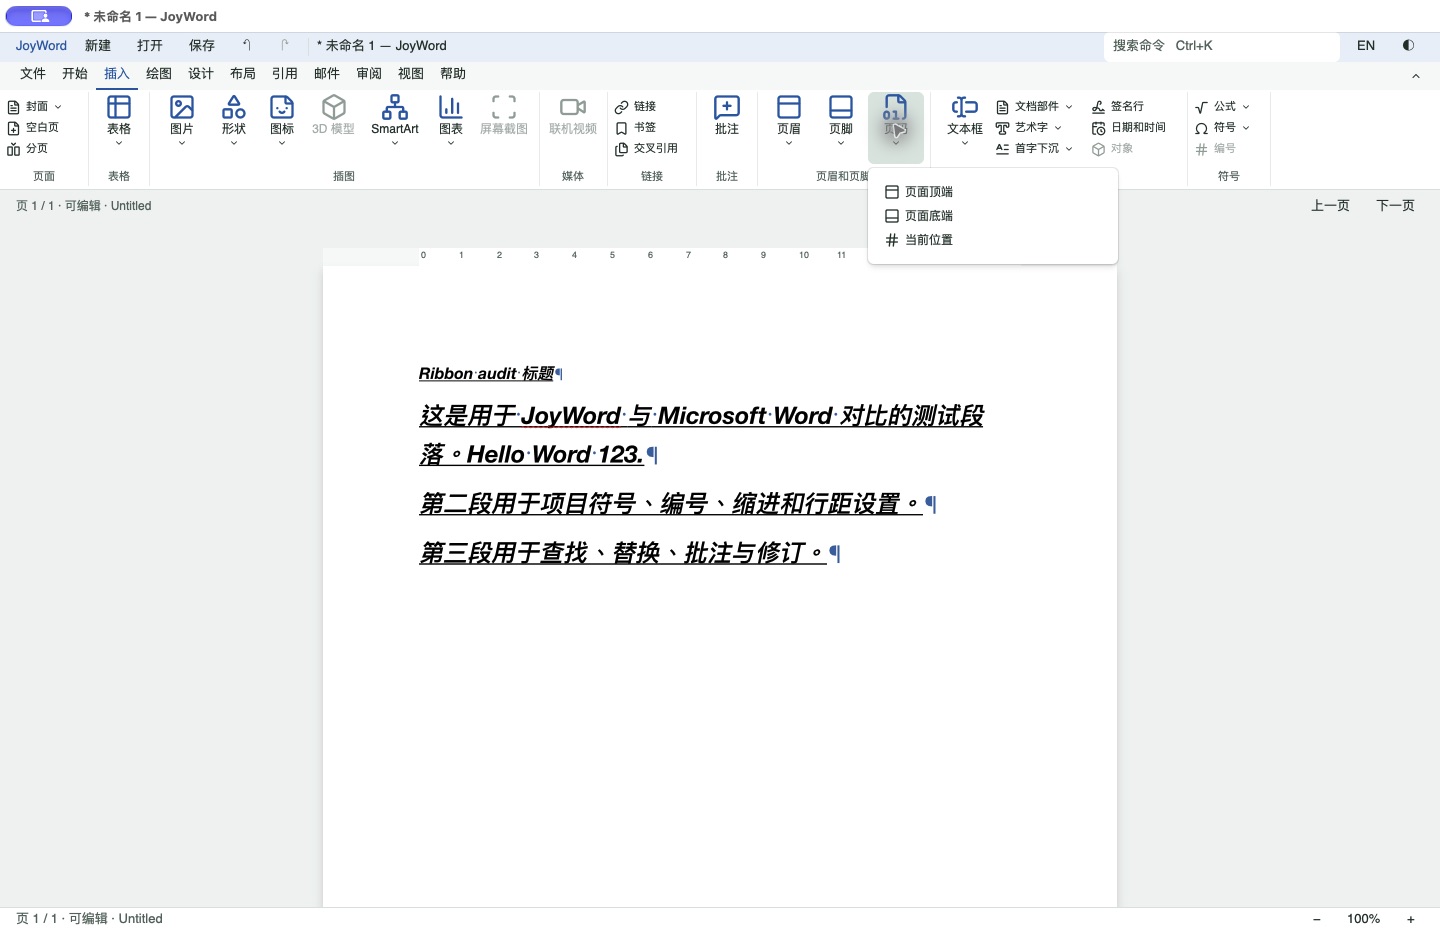 * 未命名 1 — JoyWord
JoyWord 新建 打开 保存 * 未命名 1 — JoyWord 搜索命令 Ctrl+K EN
文件 开始 插入 绘图 设计 布局 引用 邮件 审阅 视图 帮助
封面
空白页
分页
页面
表格
表格
图片 形状 图标 3D 模型 SmartArt 图表 屏幕截图
插图
联机视频
媒体
链接
书签
交叉引用
链接
批注
批注
页眉 页脚
页眉和页脚
文本框
文档部件
艺术字
首字下沉
签名行
日期和时间
对象
公式
符号
编号
符号
页面顶端
页面底端
当前位置
页 1 / 1 · 可编辑 · Untitled 上一页 下一页
0 1 2 3 4 5 6 7 8 9 10 11
Ribbon·audit·标题¶
这是用于·JoyWord·与·Microsoft·Word·对比的测试段
落。Hello·Word·123.¶
第二段用于项目符号、编号、缩进和行距设置。¶
第三段用于查找、替换、批注与修订。¶
页 1 / 1 · 可编辑 · Untitled − 100% +